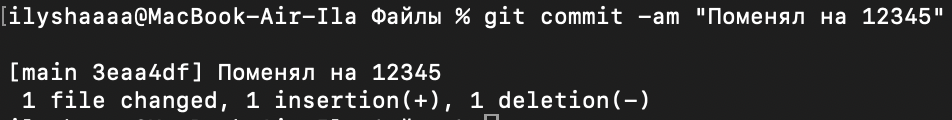 [ilyshaaaa@MacBook-Air-Ila Файлы % git commit -am "Поменял на 12345"
[main 3eaa4df] Поменял на 12345
1 file changed, 1 insertion(+), 1 deletion(-)